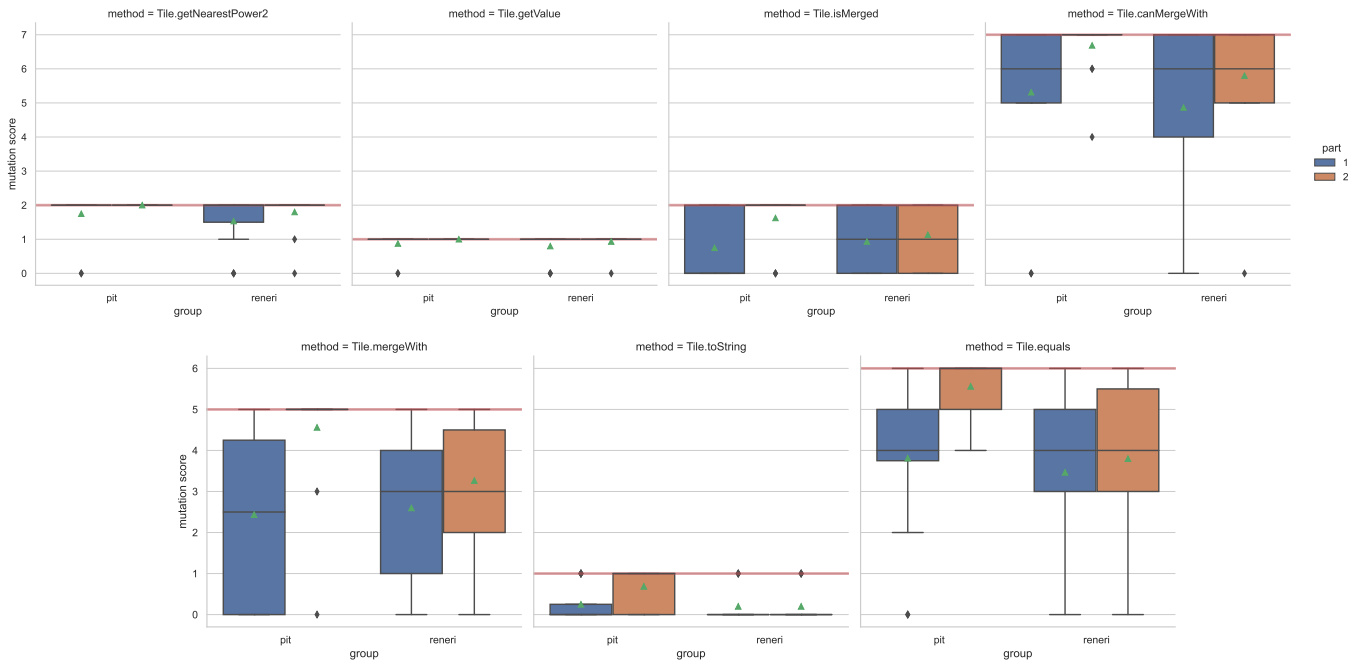 method = Tile.getNearestPower2
method = Tile.getValue
method = Tile.isMerged
method = Tile.canMergeWith
7
6
5
4
3
2
1
0
mutation score
pit
reneri
group
pit
reneri
group
pit
reneri
group
pit
reneri
group
part
1
2
method = Tile.mergeWith
method = Tile.toString
method = Tile.equals
6
5
4
3
2
1
0
mutation score
pit
reneri
group
pit
reneri
group
pit
reneri
group